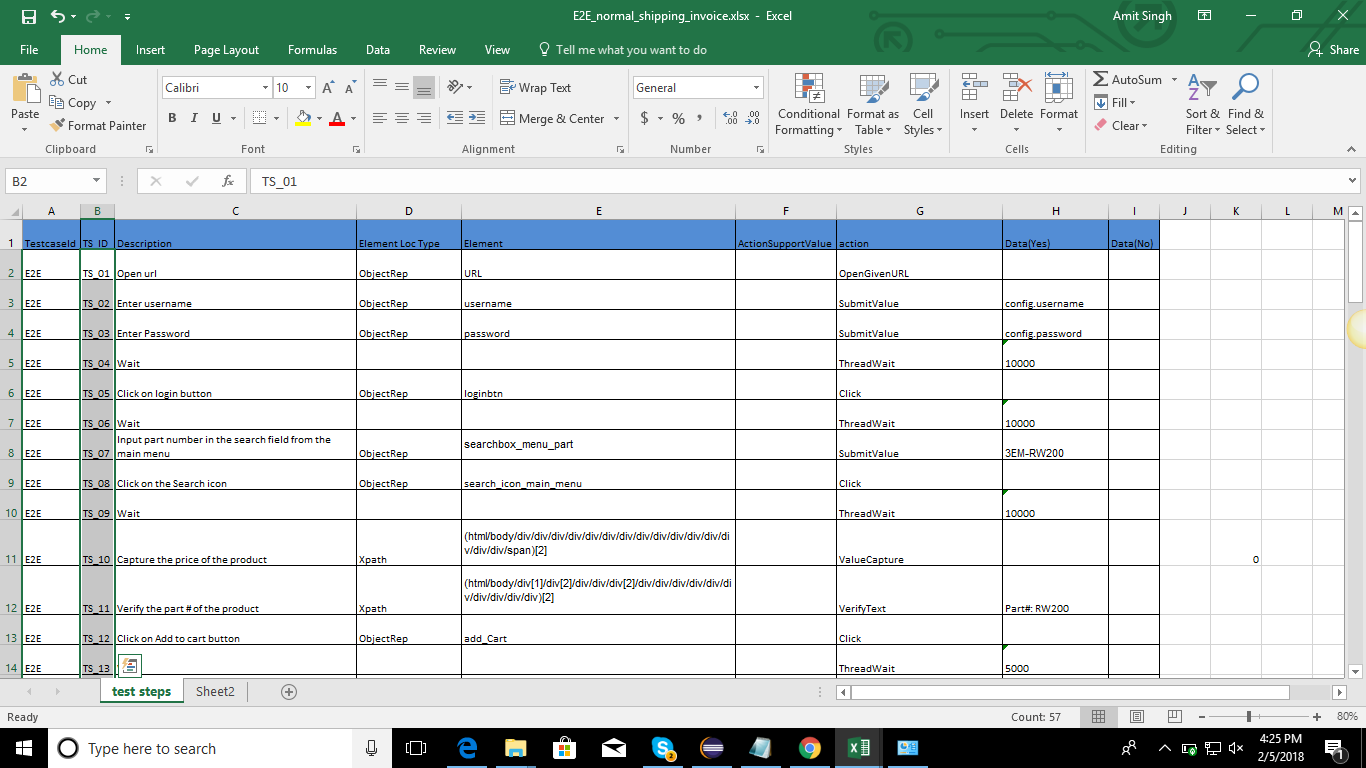 E2E_normal_shipping_invoice.xlsx - Excel
Amit Singh
File Home Insert Page Layout Formulas Data Review View Tell me what you want to do Share
Paste
Cut
Copy
Format Painter
Clipboard
Calibri 10
B I U
Font
Wrap Text
Merge & Center
Alignment
General
$ % ,
Number
Conditional Formatting
Format as Table
Cell Styles
Styles
Insert Delete Format
Cells
AutoSum
Fill
Clear
Sort & Filter
Find & Select
Editing
B2 fx TS_01
A B C D E F G H I J K L M
1 TestcaseId TS_ID Description Element Loc Type Element ActionSupportValue action Data(Yes) Data(No)
2 E2E TS_01 Open url ObjectRep URL OpenGivenURL
3 E2E TS_02 Enter username ObjectRep username SubmitValue config.username
4 E2E TS_03 Enter Password ObjectRep password SubmitValue config.password
5 E2E TS_04 Wait ThreadWait 10000
6 E2E TS_05 Click on login button ObjectRep loginbtn Click
7 E2E TS_06 Wait ThreadWait 10000
Input part number in the search field from the
8 E2E TS_07 main menu ObjectRep searchbox_menu_part SubmitValue 3EM-RW200
9 E2E TS_08 Click on the Search icon ObjectRep search_icon_main_menu Click
10 E2E TS_09 Wait ThreadWait 10000
(html/body/div/div/div/div/div/div/div/div/div/div/div/div/di
v/div/div/span)[2]
11 E2E TS_10 Capture the price of the product Xpath ValueCapture 0
(html/body/div[1]/div[2]/div/div/div[2]/div/div/div/div/div/di
v/div/div/div/div)[2]
12 E2E TS_11 Verify the part # of the product Xpath VerifyText Part#: RW200
13 E2E TS_12 Click on Add to cart button ObjectRep add_Cart Click
14 E2E TS_13 ThreadWait 5000
test steps Sheet2
Ready Count: 57 80%
Type here to search
2
4:25 PM
2/5/2018
1